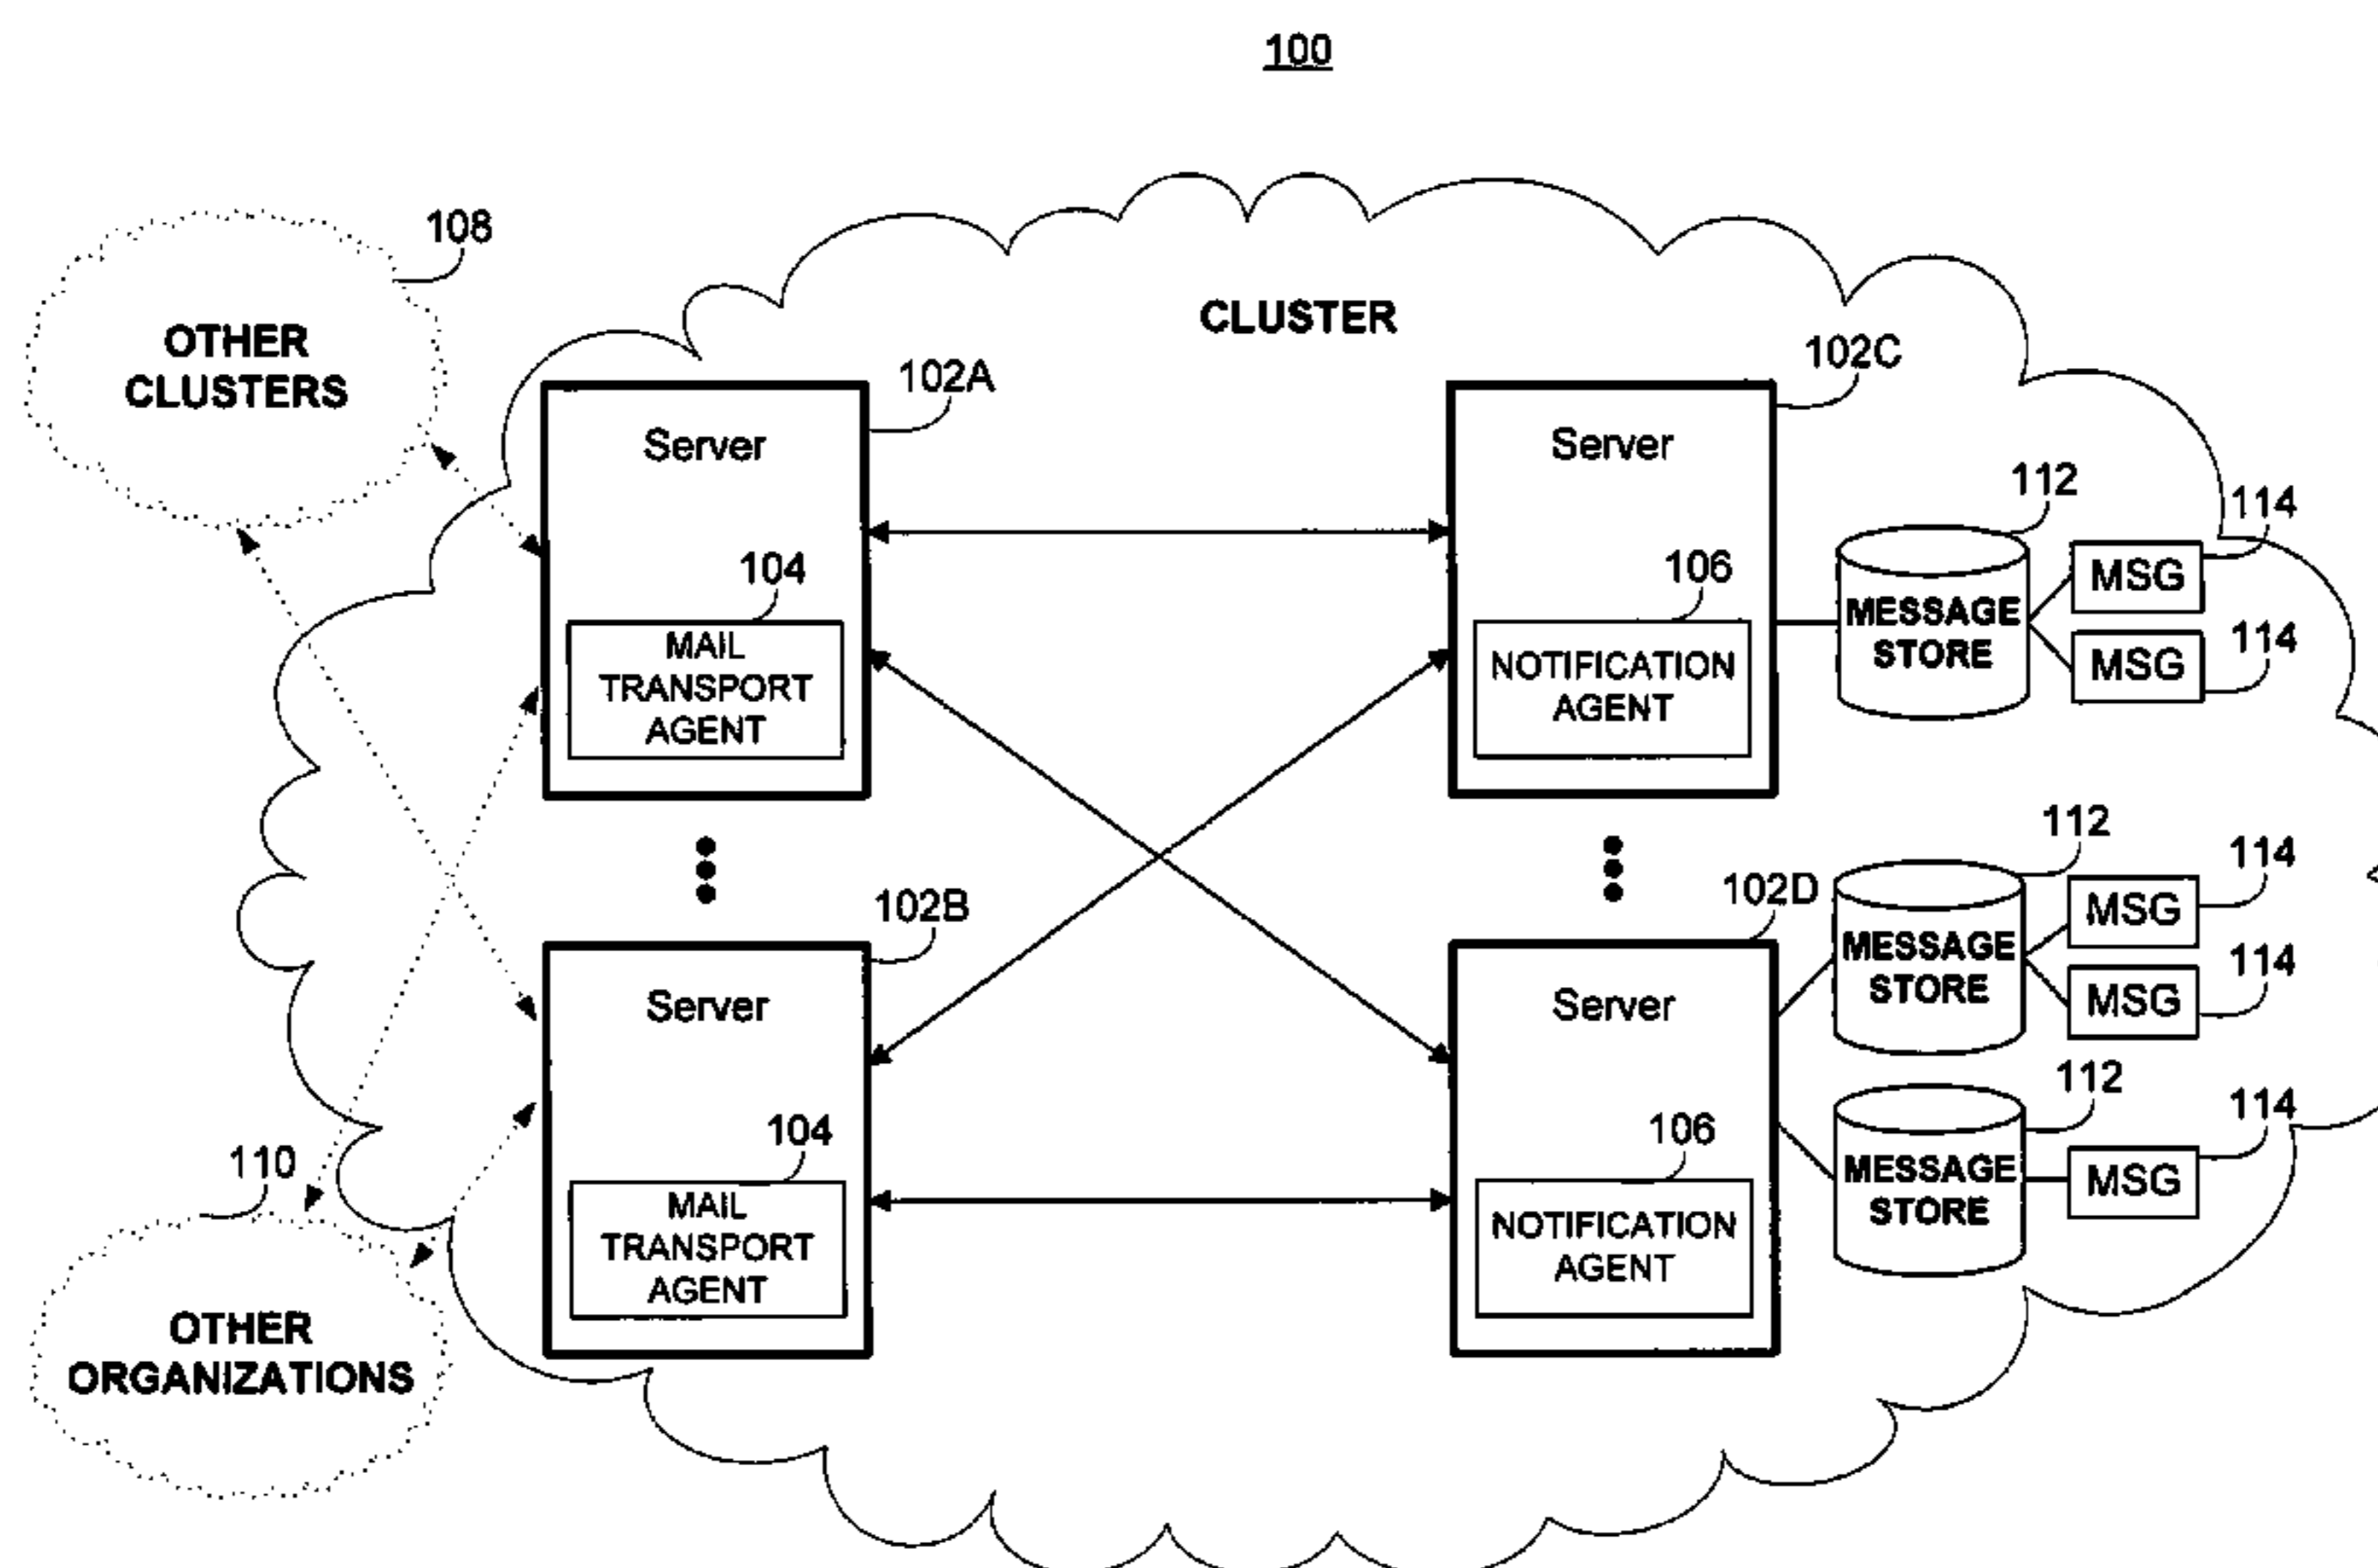 100
108
CLUSTER
OTHER
CLUSTERS
102A
102C
Server
Server
112
114
104
106
MSG
MESSAGE
STORE
114
MSG
MAIL
TRANSPORT
AGENT
NOTIFICATION
AGENT
102B
102D
112
114
MSG
MESSAGE
STORE
114
MSG
Server
Server
112
114
104
106
MESSAGE
STORE
MSG
110
MAIL
TRANSPORT
AGENT
NOTIFICATION
AGENT
OTHER
ORGANIZATIONS